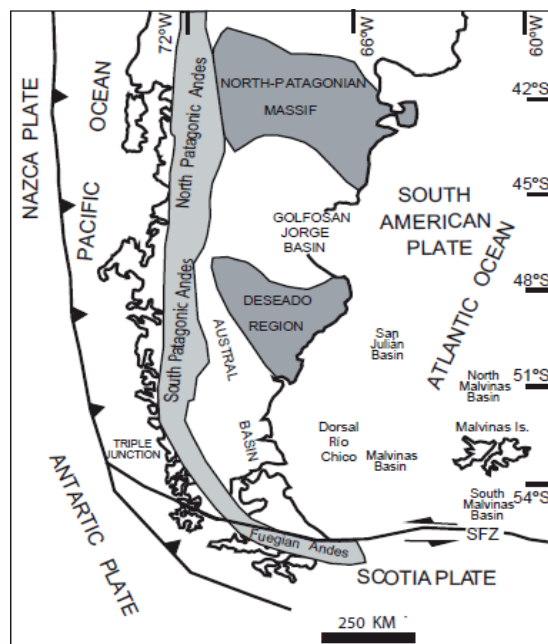 72°W
66°W
60°W
NORTH-PATAGONIAN
MASSIF
42°S
NAZCA PLATE
PACIFIC OCEAN
North Patagonic Andes
45°S
SOUTH
AMERICAN
PLATE
GOLFOSAN
JORGE
BASIN
ATLANTIC OCEAN
48°S
DESEADO
REGION
South Patagonic Andes
AUSTRAL BASIN
San
Julián
Basin
North
Malvinas
Basin
51°S
TRIPLE
JUNCTION
Dorsal
Río
Chico
Malvinas
Basin
Malvinas Is.
54°S
South
Malvinas
Basin
SFZ
ANTARTIC PLATE
Fuegian Andes
SCOTIA PLATE
250 KM